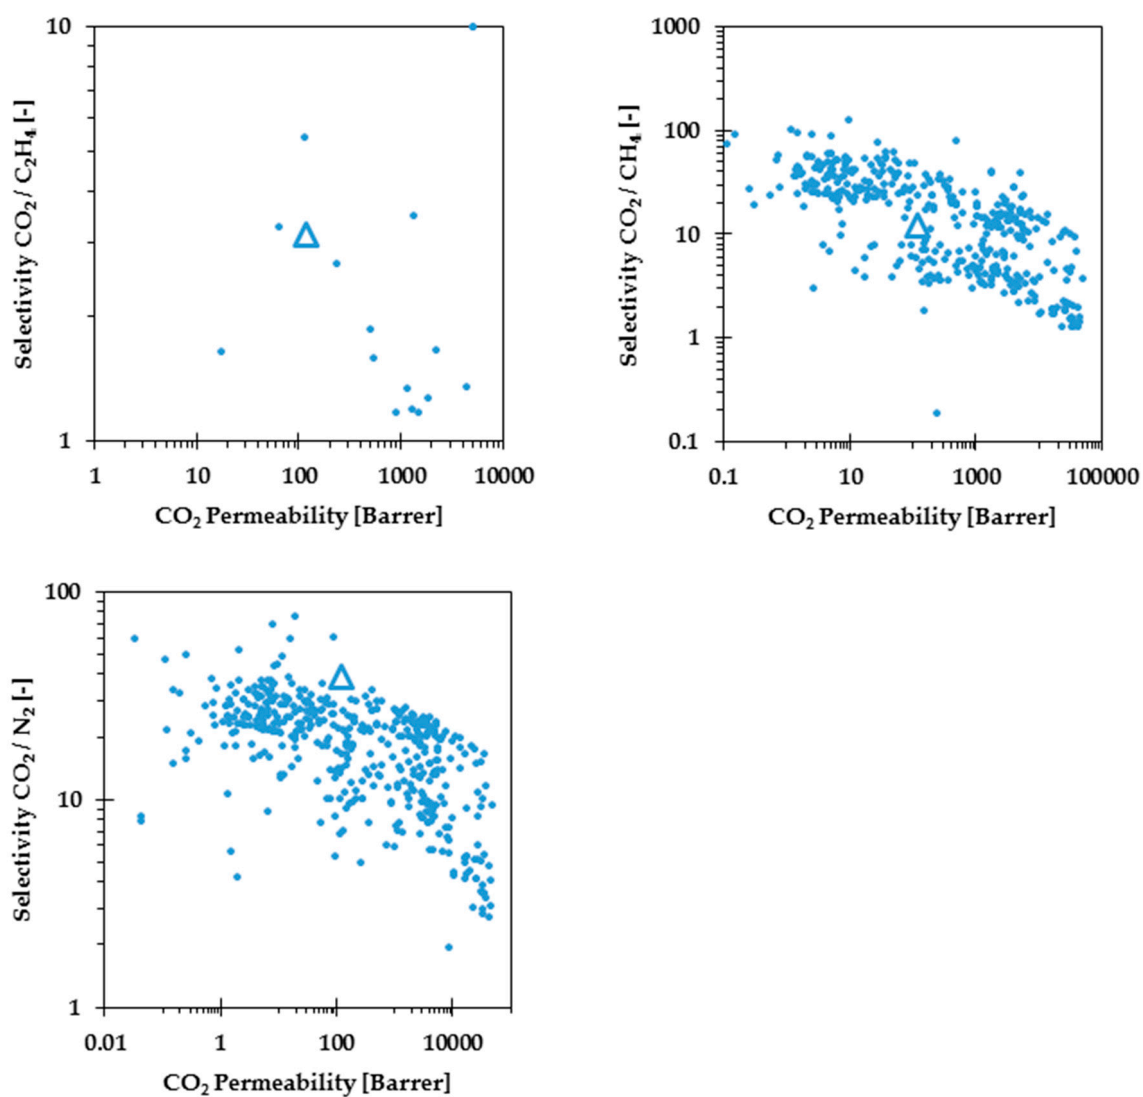 Selectivity CO₂ / C₂H₄ [-]
10
1
1 10 100 1000 10000
CO₂ Permeability [Barrer]
Selectivity CO₂ / CH₄ [-]
1000
100
10
1
0.1
0.1 10 1000 100000
CO₂ Permeability [Barrer]
Selectivity CO₂ / N₂ [-]
100
10
1
0.01 1 100 10000
CO₂ Permeability [Barrer]